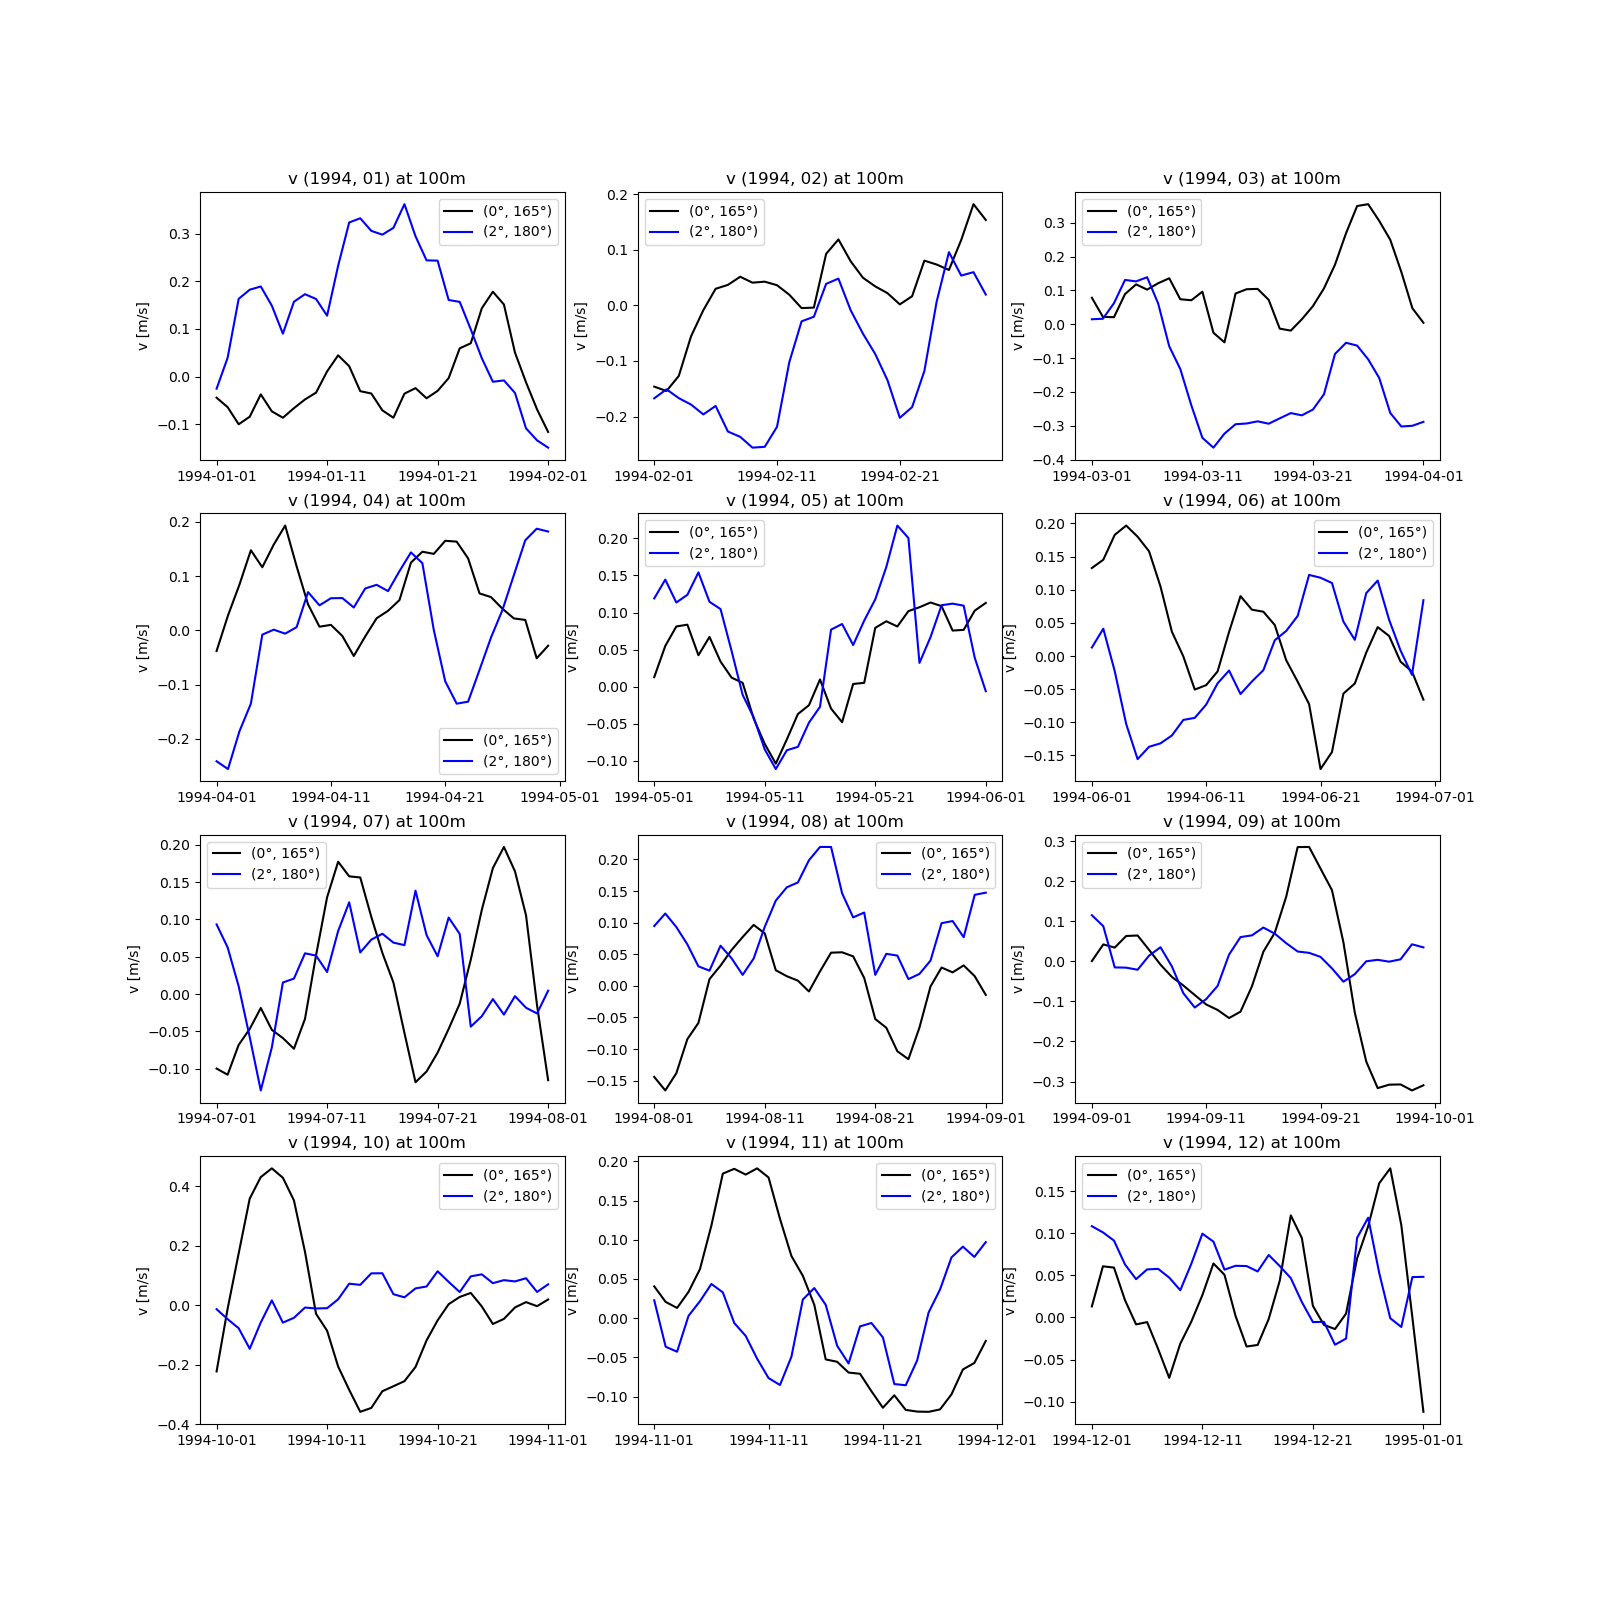 v (1994, 01) at 100m
v [m/s]
0.3
0.2
0.1
0.0
−0.1
(0°, 165°)
(2°, 180°)
1994-01-01 1994-01-11 1994-01-21 1994-02-01
v (1994, 02) at 100m
v [m/s]
0.2
0.1
0.0
−0.1
−0.2
(0°, 165°)
(2°, 180°)
1994-02-01 1994-02-11 1994-02-21
v (1994, 03) at 100m
v [m/s]
0.3
0.2
0.1
0.0
−0.1
−0.2
−0.3
−0.4
(0°, 165°)
(2°, 180°)
1994-03-01 1994-03-11 1994-03-21 1994-04-01
v (1994, 04) at 100m
v [m/s]
0.2
0.1
0.0
−0.1
−0.2
(0°, 165°)
(2°, 180°)
1994-04-01 1994-04-11 1994-04-21 1994-05-01
v (1994, 05) at 100m
v [m/s]
0.20
0.15
0.10
0.05
0.00
−0.05
−0.10
(0°, 165°)
(2°, 180°)
1994-05-01 1994-05-11 1994-05-21 1994-06-01
v (1994, 06) at 100m
v [m/s]
0.20
0.15
0.10
0.05
0.00
−0.05
−0.10
−0.15
(0°, 165°)
(2°, 180°)
1994-06-01 1994-06-11 1994-06-21 1994-07-01
v (1994, 07) at 100m
v [m/s]
0.20
0.15
0.10
0.05
0.00
−0.05
−0.10
(0°, 165°)
(2°, 180°)
1994-07-01 1994-07-11 1994-07-21 1994-08-01
v (1994, 08) at 100m
v [m/s]
0.20
0.15
0.10
0.05
0.00
−0.05
−0.10
−0.15
(0°, 165°)
(2°, 180°)
1994-08-01 1994-08-11 1994-08-21 1994-09-01
v (1994, 09) at 100m
v [m/s]
0.3
0.2
0.1
0.0
−0.1
−0.2
−0.3
(0°, 165°)
(2°, 180°)
1994-09-01 1994-09-11 1994-09-21 1994-10-01
v (1994, 10) at 100m
v [m/s]
0.4
0.2
0.0
−0.2
−0.4
(0°, 165°)
(2°, 180°)
1994-10-01 1994-10-11 1994-10-21 1994-11-01
v (1994, 11) at 100m
v [m/s]
0.20
0.15
0.10
0.05
0.00
−0.05
−0.10
(0°, 165°)
(2°, 180°)
1994-11-01 1994-11-11 1994-11-21 1994-12-01
v (1994, 12) at 100m
v [m/s]
0.15
0.10
0.05
0.00
−0.05
−0.10
(0°, 165°)
(2°, 180°)
1994-12-01 1994-12-11 1994-12-21 1995-01-01